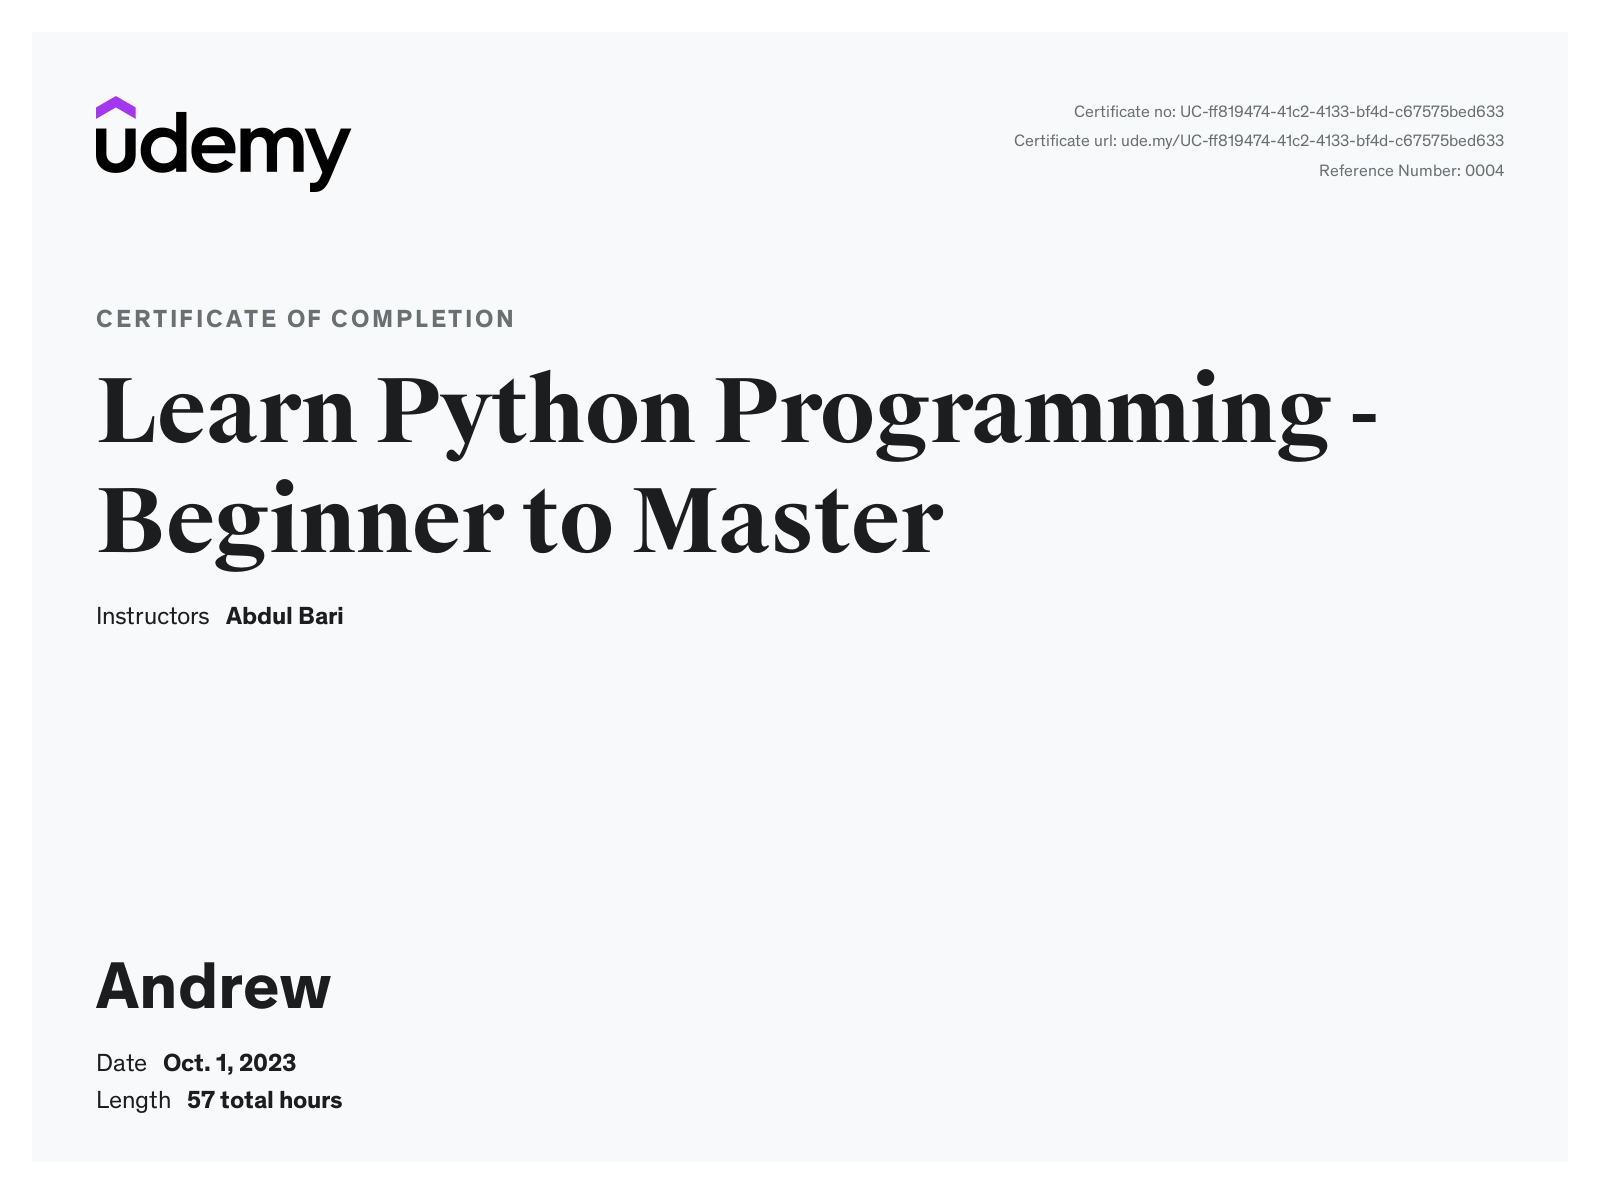 udemy
Certificate no: UC-ff819474-41c2-4133-bf4d-c67575bed633
Certificate url: ude.my/UC-ff819474-41c2-4133-bf4d-c67575bed633
Reference Number: 0004
CERTIFICATE OF COMPLETION
Learn Python Programming -
Beginner to Master
Instructors Abdul Bari
Andrew
Date Oct. 1, 2023
Length 57 total hours